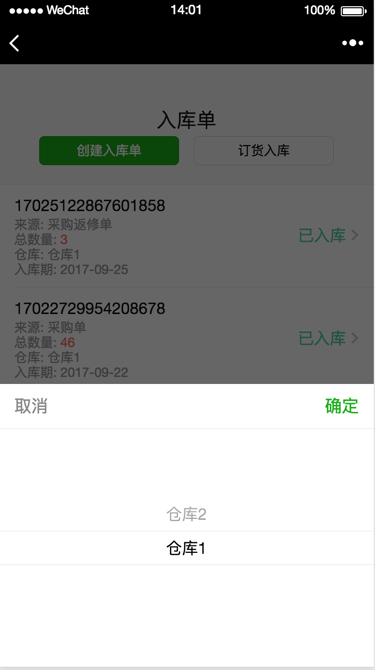 WeChat 14:01 100%
入库单
创建入库单 订货入库
17025122867601858
来源: 采购返修单
总数量: 3
仓库: 仓库1
入库期: 2017-09-25
已入库
17022729954208678
来源: 采购单
总数量: 46
仓库: 仓库1
入库期: 2017-09-22
已入库
取消 确定
仓库2
仓库1